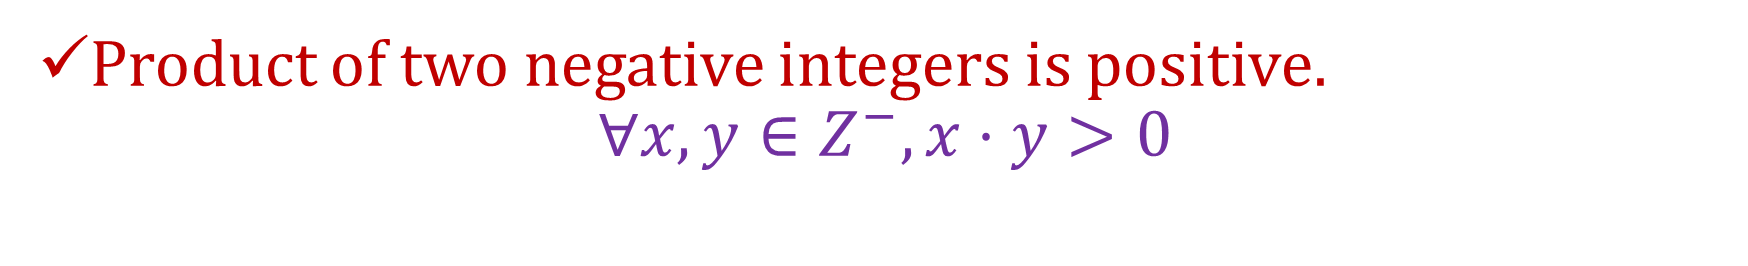 ✓Product of two negative integers is positive.
∀x, y ∈ Z⁻, x · y > 0